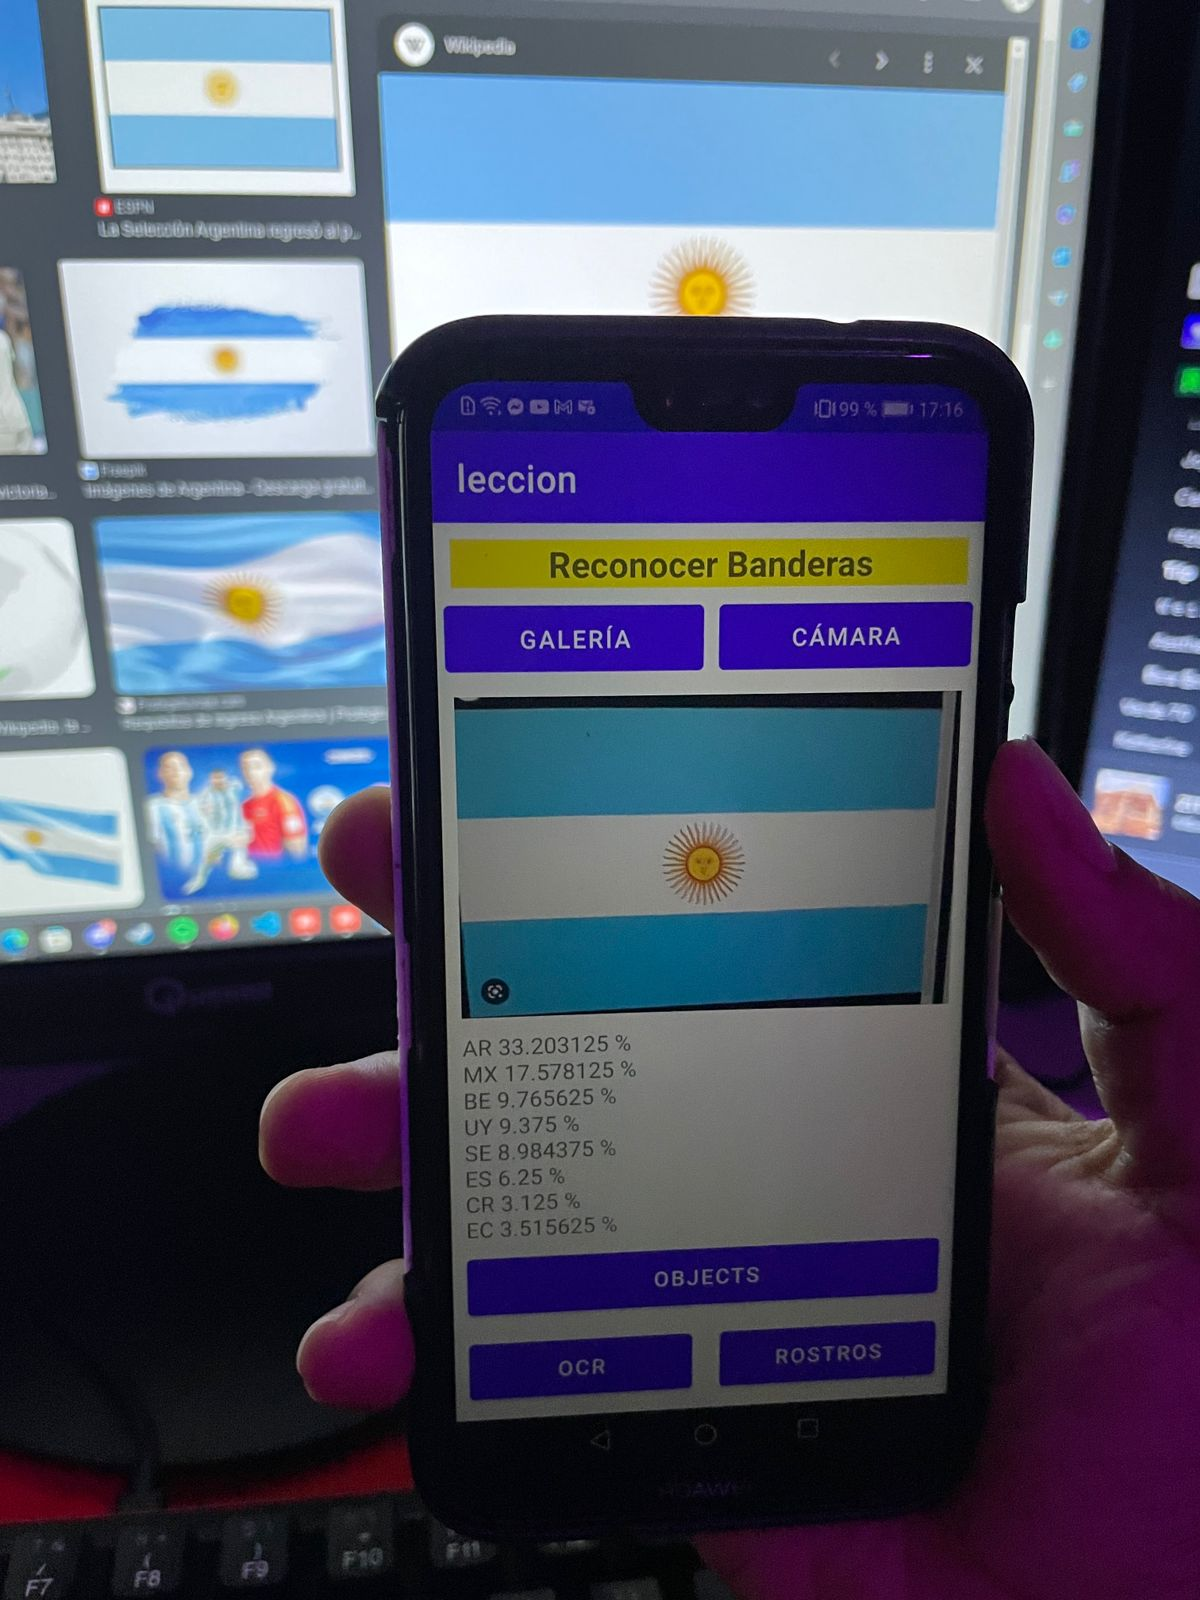 Wikipedia
ESPN
La Selección Argentina regresó al p...
Freepik
Imágenes de Argentina - Descarga gratuit...
99 % 17:16
leccion
Reconocer Banderas
GALERÍA
CÁMARA
AR 33.203125 %
MX 17.578125 %
BE 9.765625 %
UY 9.375 %
SE 8.984375 %
ES 6.25 %
CR 3.125 %
EC 3.515625 %
OBJECTS
OCR
ROSTROS
HUAWEI
F7
F8
F9
F10
F11